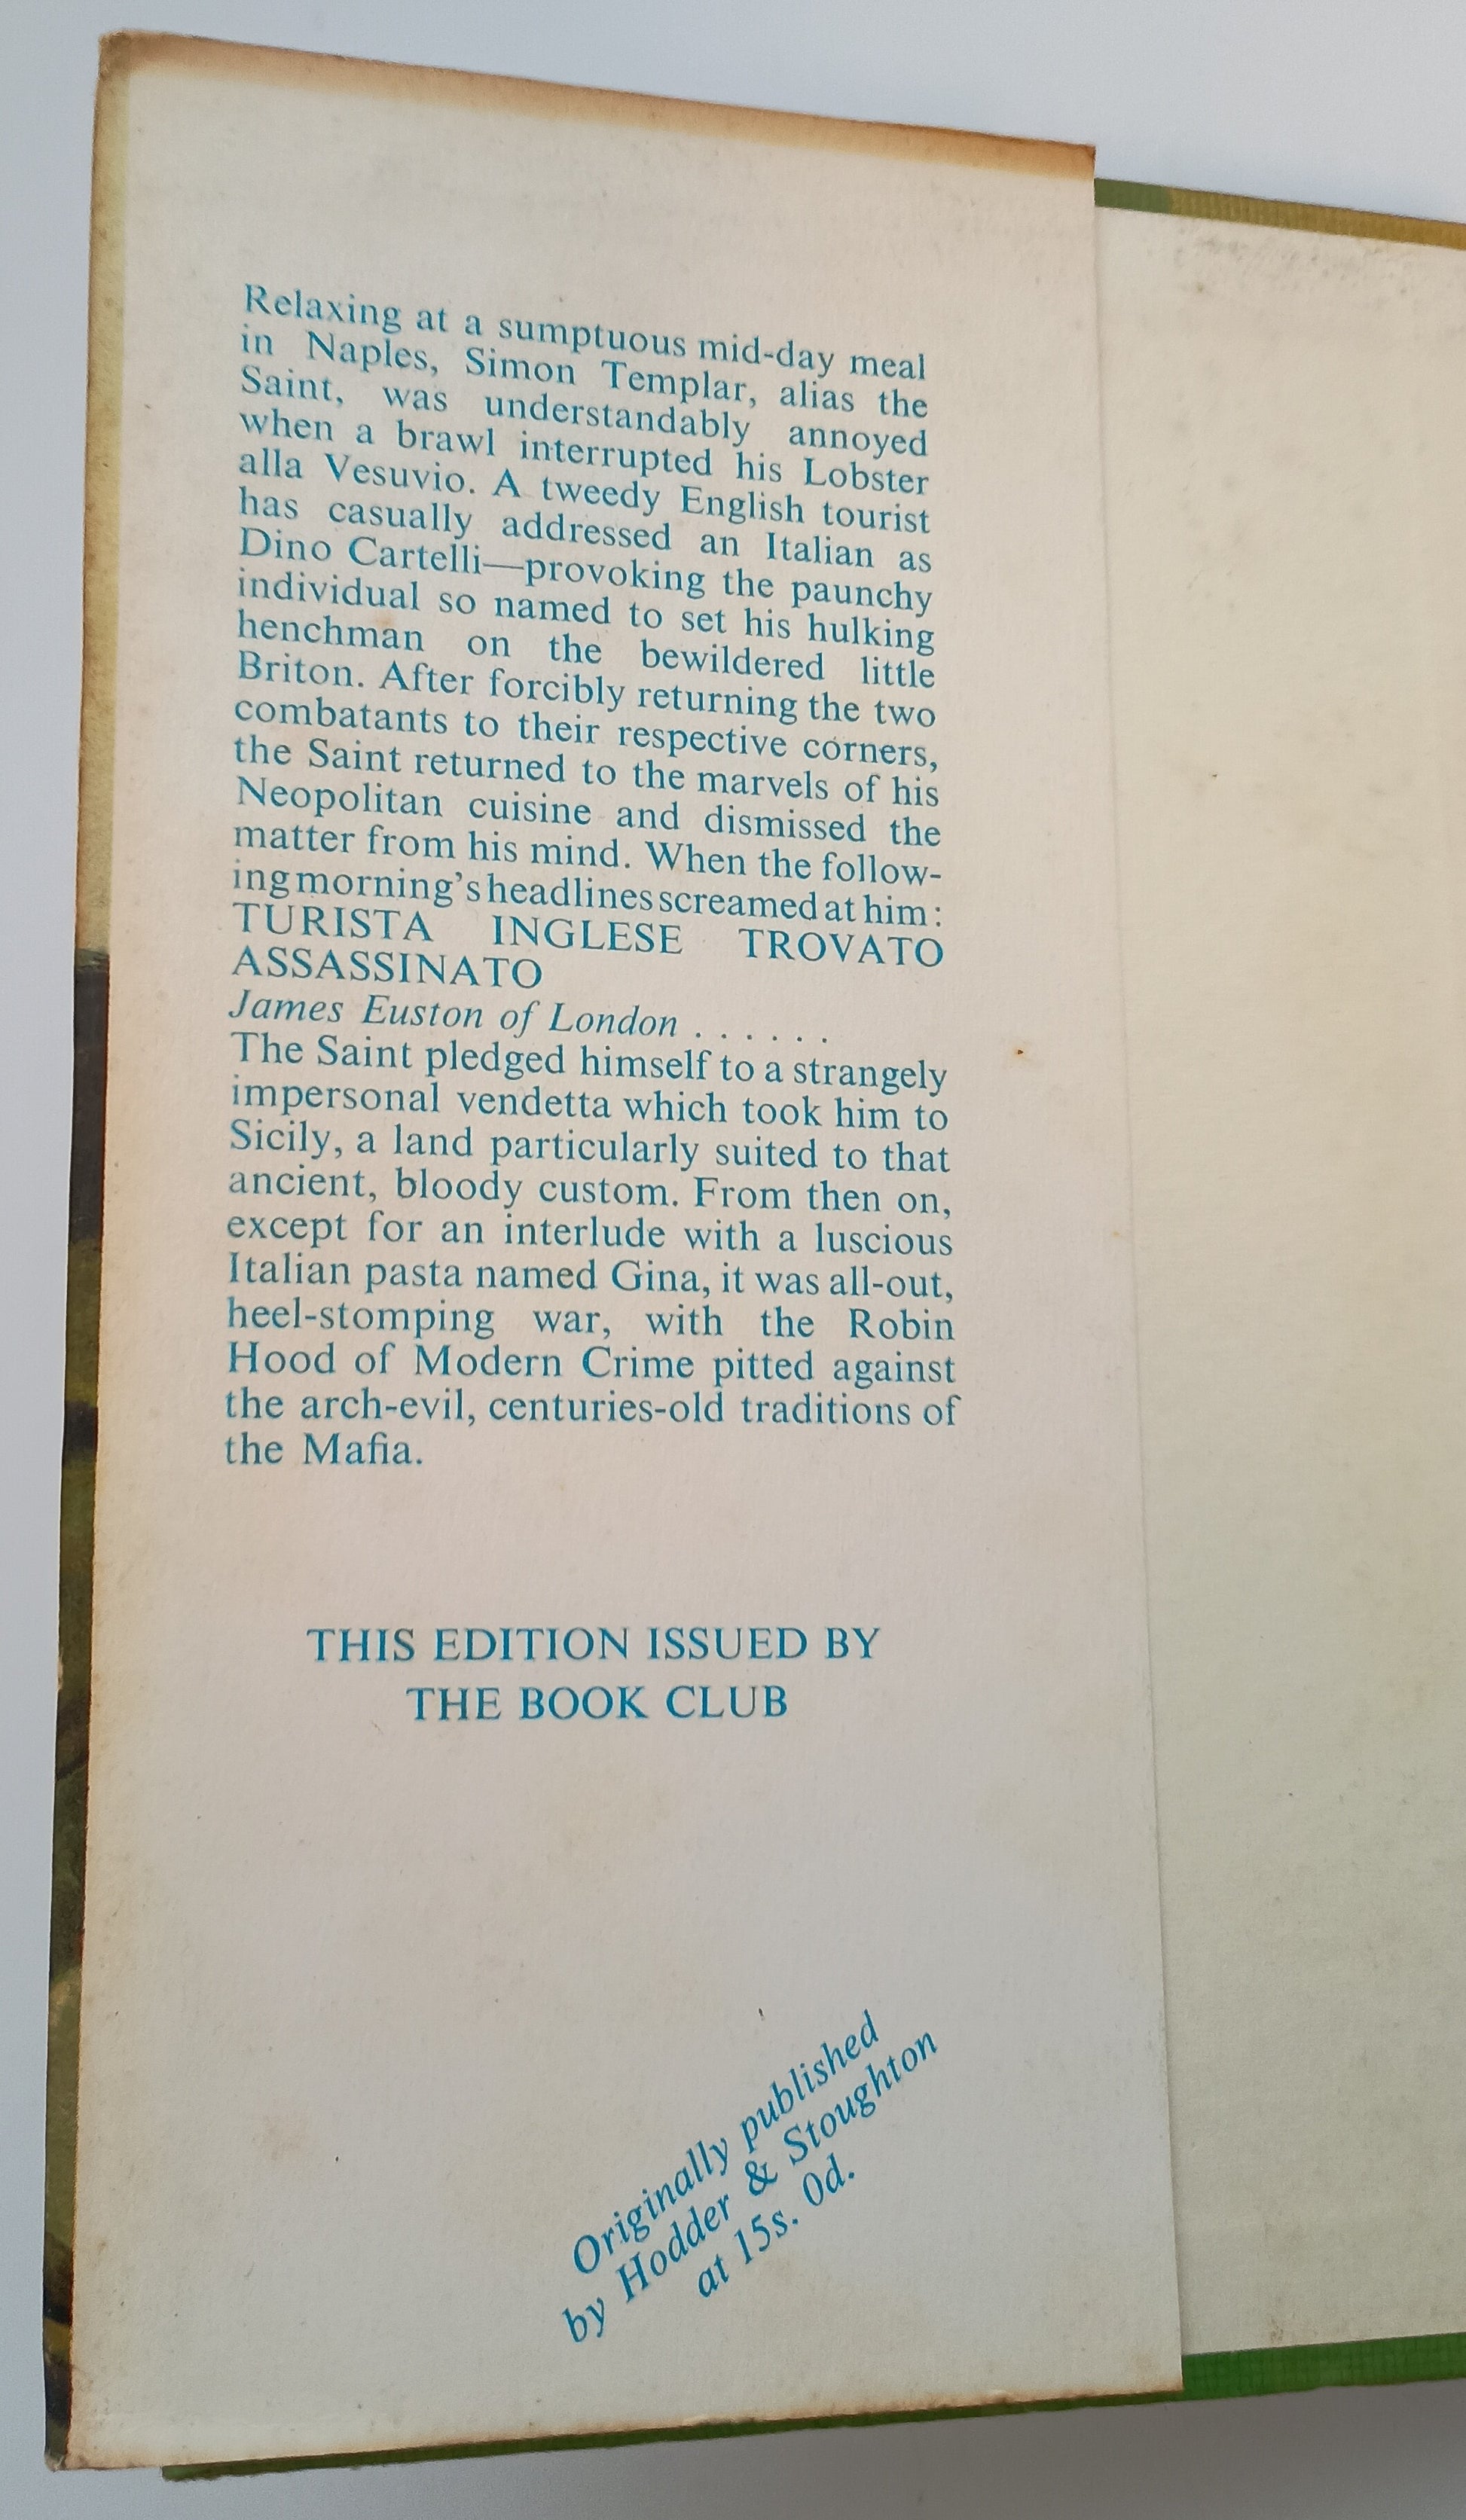 Relaxing at a sumptuous mid-day meal
in Naples, Simon Templar, alias the
Saint, was understandably annoyed
when a brawl interrupted his Lobster
alla Vesuvio. A tweedy English tourist
has casually addressed an Italian as
Dino Cartelli—provoking the paunchy
individual so named to set his hulking
henchman on the bewildered little
Briton. After forcibly returning the two
combatants to their respective corners,
the Saint returned to the marvels of his
Neopolitan cuisine and dismissed the
matter from his mind. When the follow-
ing morning's headlines screamed at him:
TURISTA INGLESE TROVATO
ASSASSINATO
James Euston of London . . . . . .
The Saint pledged himself to a strangely
impersonal vendetta which took him to
Sicily, a land particularly suited to that
ancient, bloody custom. From then on,
except for an interlude with a luscious
Italian pasta named Gina, it was all-out,
heel-stomping war, with the Robin
Hood of Modern Crime pitted against
the arch-evil, centuries-old traditions of
the Mafia.
THIS EDITION ISSUED BY
THE BOOK CLUB
Originally published
by Hodder & Stoughton
at 15s. 0d.